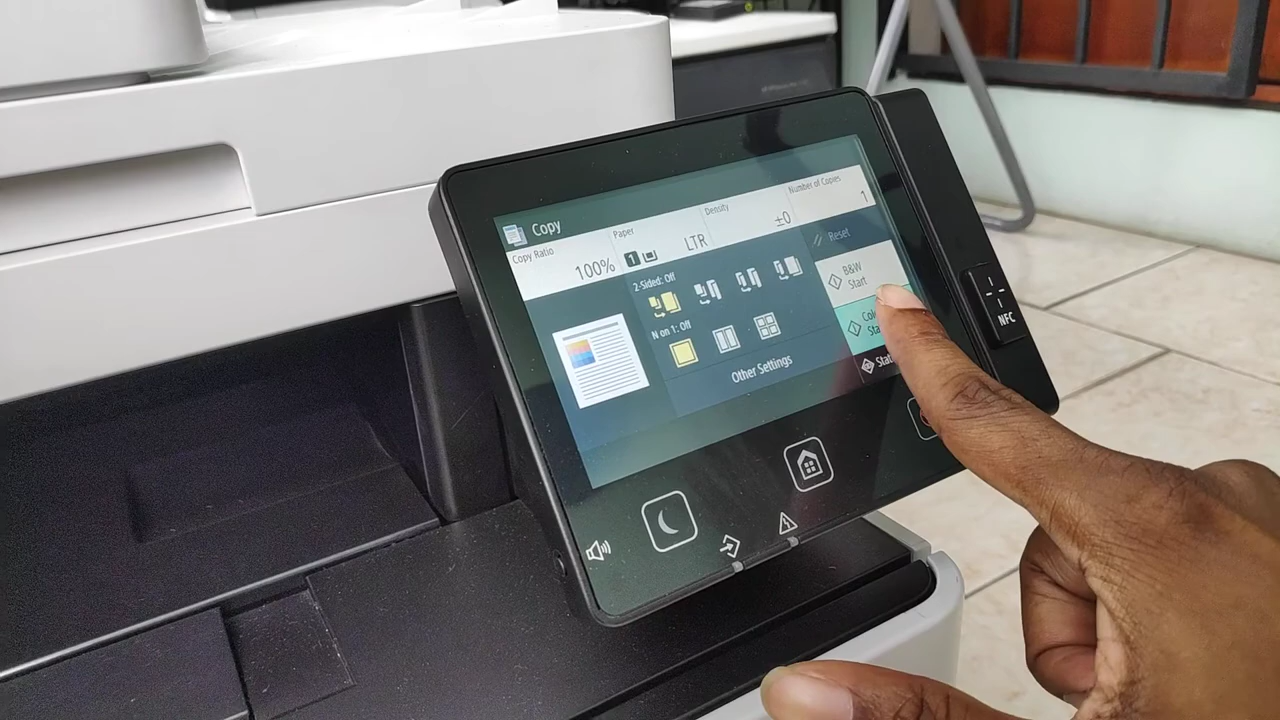 Copy
Copy Ratio
100%
Paper
1 LTR
Density
±0
Number of Copies
1
2-Sided: Off
N on 1: Off
Other Settings
Reset
B&W
Start
NFC